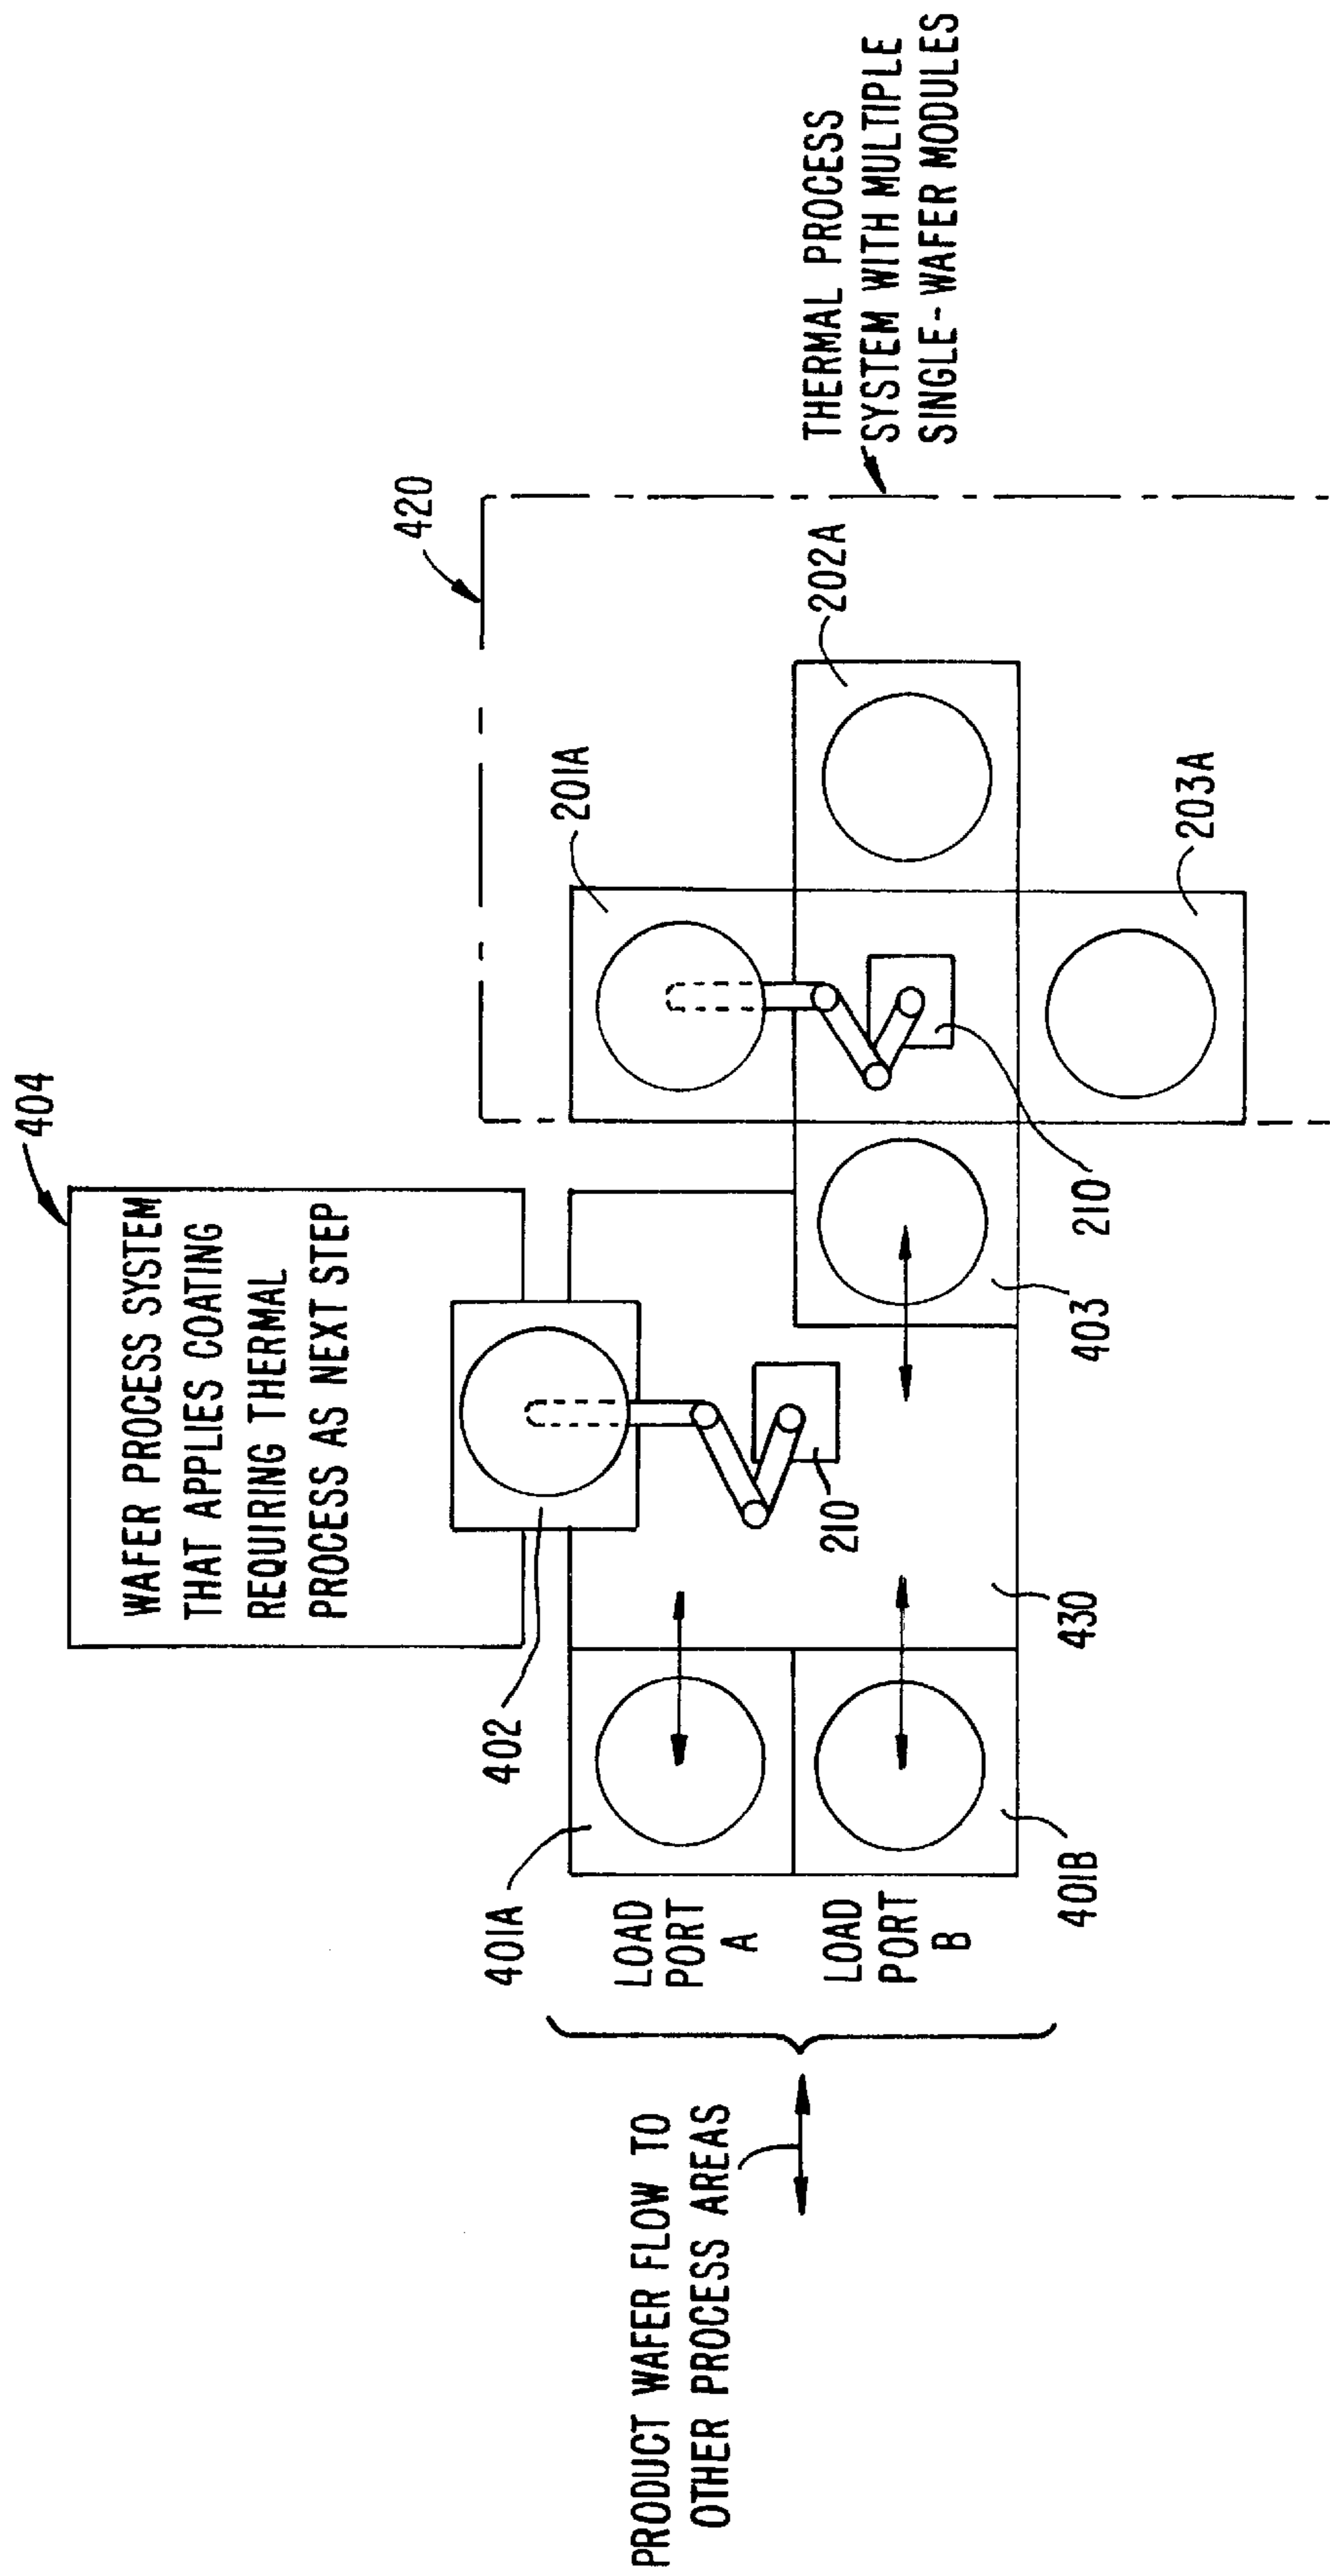 404
WAFER PROCESS SYSTEM
THAT APPLIES COATING
REQUIRING THERMAL
PROCESS AS NEXT STEP
420
THERMAL PROCESS
SYSTEM WITH MULTIPLE
SINGLE-WAFER MODULES
402
201A
202A
401A
LOAD
PORT
A
PRODUCT WAFER FLOW TO
OTHER PROCESS AREAS
LOAD
PORT
B
210
401B
430
403
210
203A